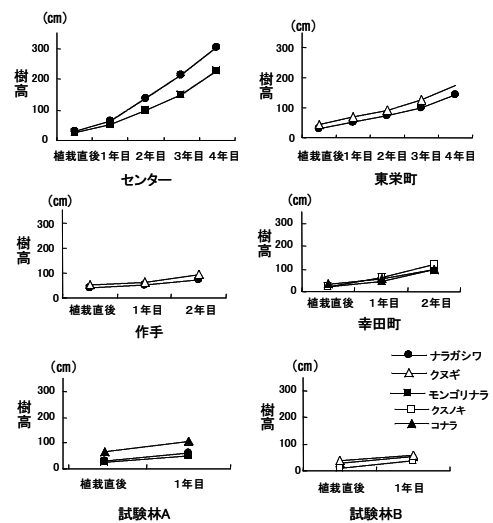 (cm)
300
200
100
0
樹高
植栽直後 1年目 2年目 3年目 4年目
センター
(cm)
300
200
100
0
樹高
植栽直後 1年目 2年目 3年目 4年目
東栄町
(cm)
300
200
100
0
樹高
植栽直後 1年目 2年目
作手
(cm)
300
200
100
0
樹高
植栽直後 1年目 2年目
幸田町
(cm)
300
200
100
0
樹高
植栽直後 1年目
試験林A
(cm)
300
200
100
0
樹高
植栽直後 1年目
試験林B
ナラガシワ
クヌギ
モンゴリナラ
クスノキ
コナラ